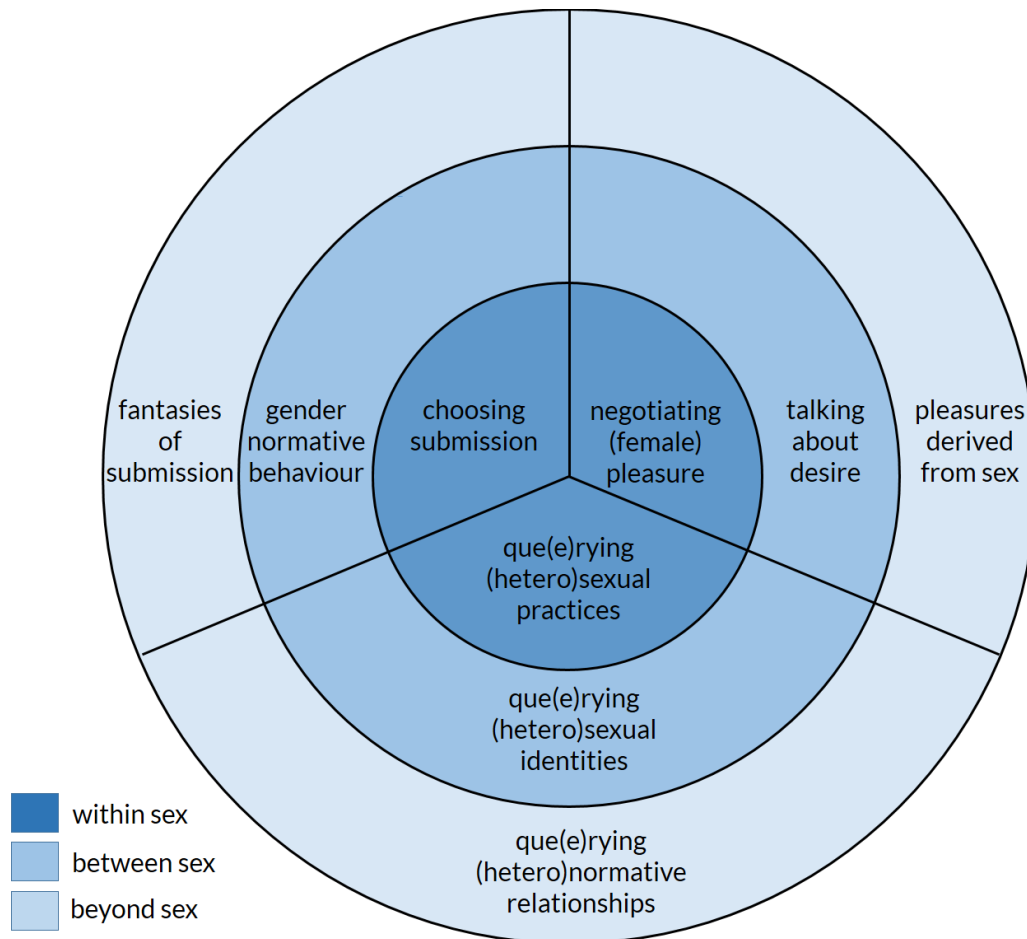 fantasies
of
submission
gender
normative
behaviour
choosing
submission
negotiating
(female)
pleasure
talking
about
desire
pleasures
derived
from sex
que(e)rying
(hetero)sexual
practices
que(e)rying
(hetero)sexual
identities
que(e)rying
(hetero)normative
relationships
within sex
between sex
beyond sex